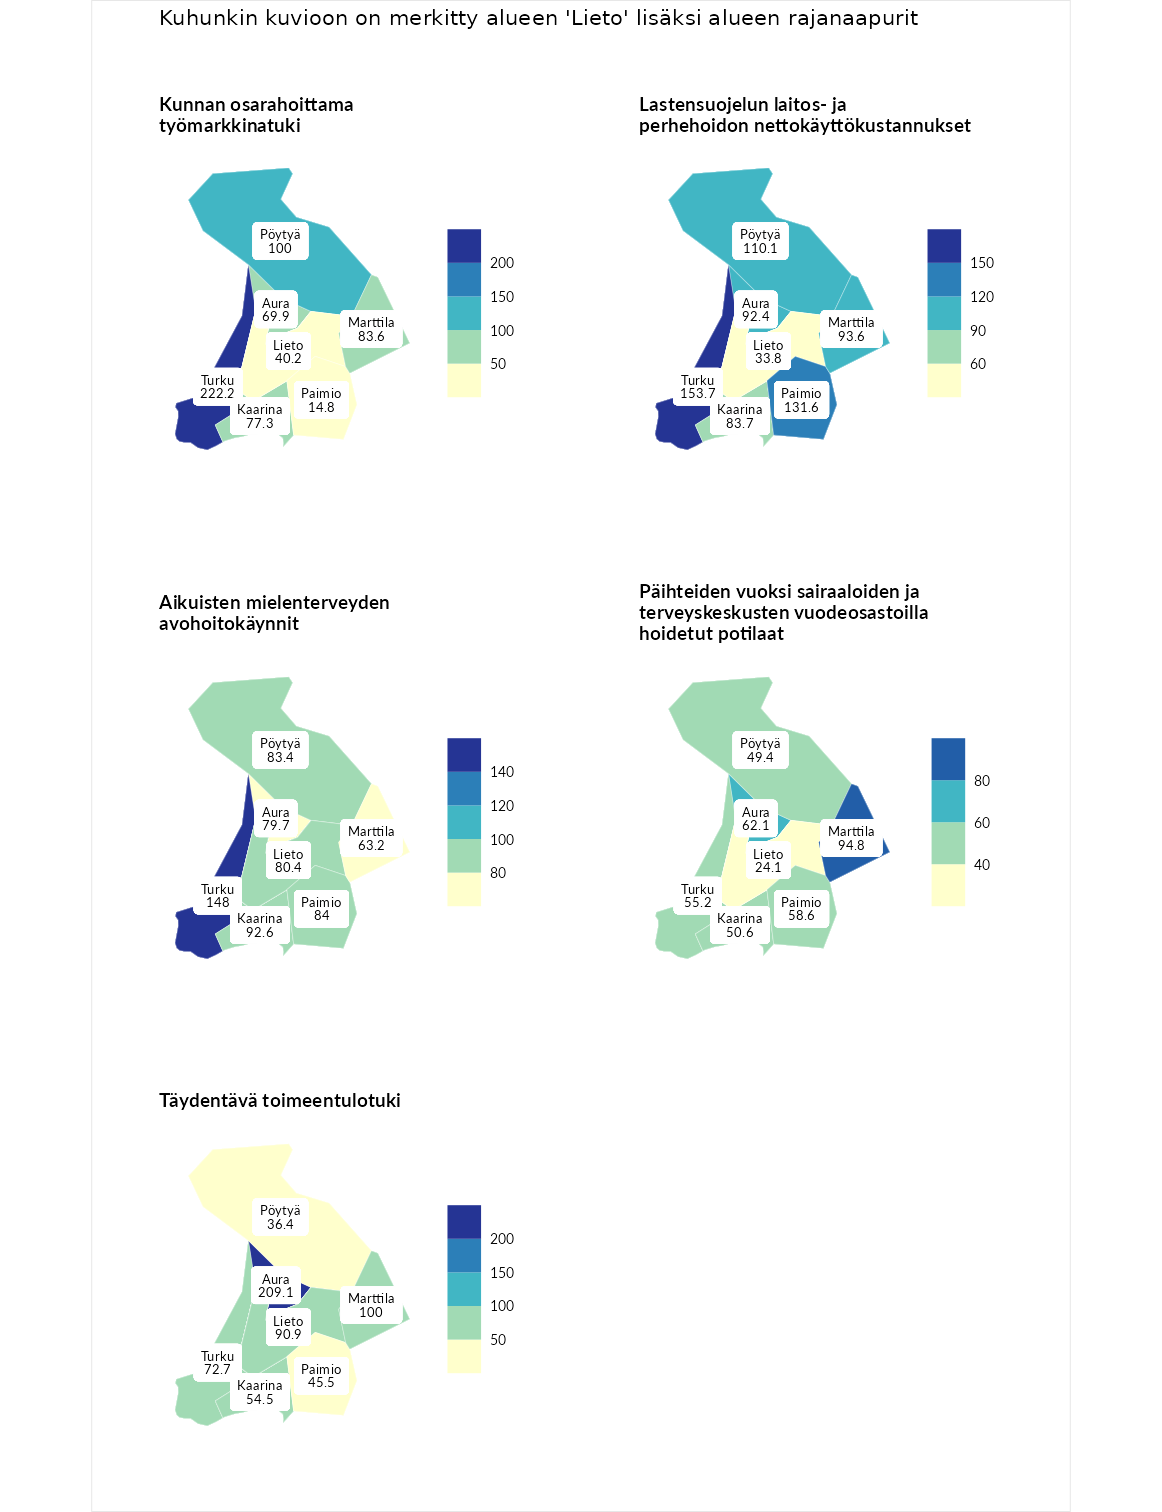 Kuhunkin kuvioon on merkitty alueen 'Lieto' lisäksi alueen rajanaapurit
Kunnan osarahoittama
työmarkkinatuki
Pöytyä
100
Aura
69.9
Marttila
83.6
Lieto
40.2
Turku
222.2
Paimio
14.8
Kaarina
77.3
200
150
100
50
Lastensuojelun laitos- ja
perhehoidon nettokäyttökustannukset
Pöytyä
110.1
Aura
92.4
Marttila
93.6
Lieto
33.8
Turku
153.7
Paimio
131.6
Kaarina
83.7
150
120
90
60
Aikuisten mielenterveyden
avohoitokäynnit
Pöytyä
83.4
Aura
79.7
Marttila
63.2
Lieto
80.4
Turku
148
Paimio
84
Kaarina
92.6
140
120
100
80
Päihteiden vuoksi sairaaloiden ja
terveyskeskusten vuodeosastoilla
hoidetut potilaat
Pöytyä
49.4
Aura
62.1
Marttila
94.8
Lieto
24.1
Turku
55.2
Paimio
58.6
Kaarina
50.6
80
60
40
Täydentävä toimeentulotuki
Pöytyä
36.4
Aura
209.1
Marttila
100
Lieto
90.9
Turku
72.7
Paimio
45.5
Kaarina
54.5
200
150
100
50